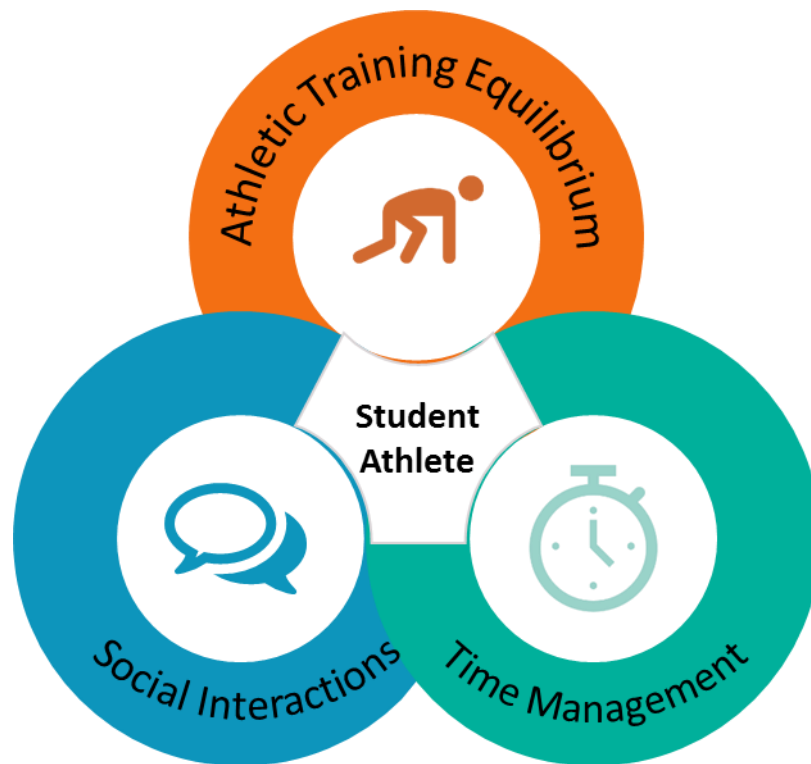 Athletic Training Equilibrium
Student
Athlete
Social Interactions
Time Management